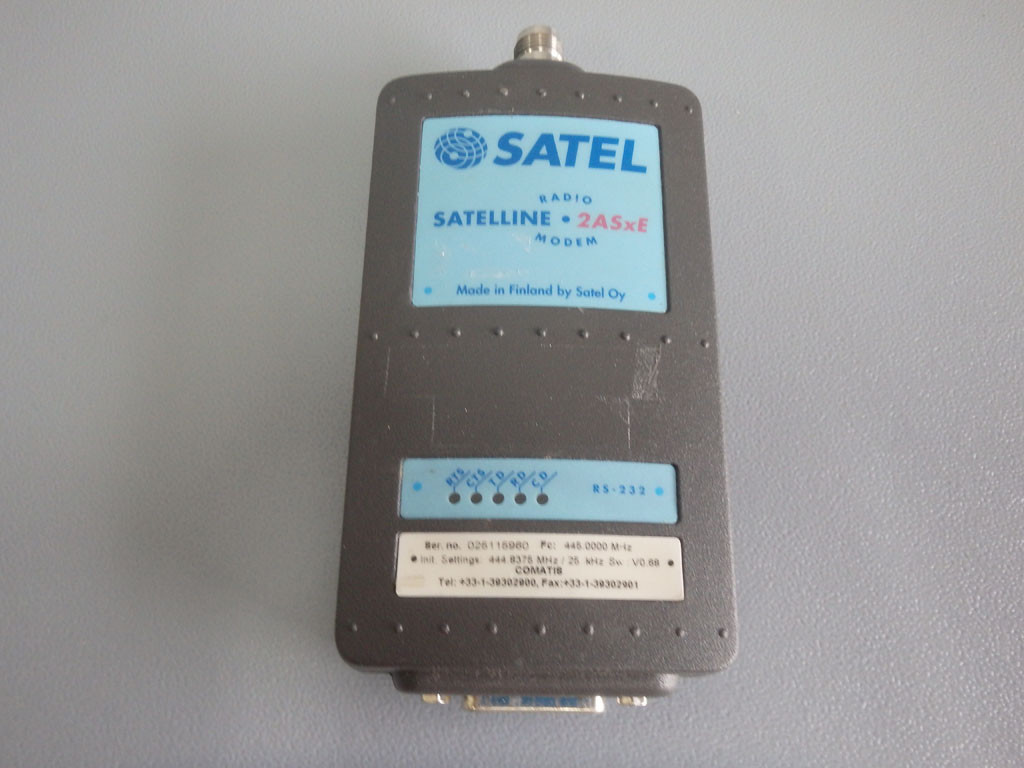 SATEL
RADIO
SATELLINE • 2ASxE
MODEM
Made in Finland by Satel Oy
RTS CTS TD RD CD
RS-232
Ser. no. 026115960 Fc: 445.0000 MHz
Init. Settings: 444.8375 MHz / 25 kHz Sw. V0.68
COMATIS
Tel: +33-1-39302900, Fax:+33-1-39302901